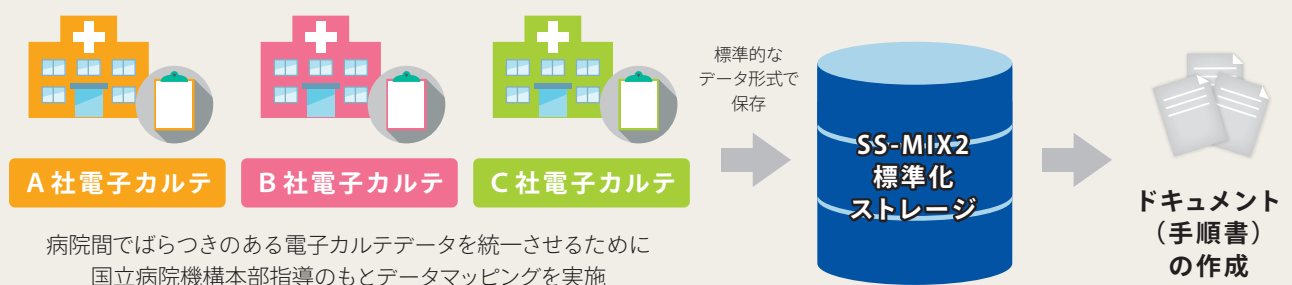 A社電子カルテ
B社電子カルテ
C社電子カルテ
病院間でばらつきのある電子カルテデータを統一させるために
国立病院機構本部指導のもとデータマッピングを実施
標準的な
データ形式で
保存
SS-MIX2
標準化
ストレージ
ドキュメント
（手順書）
の作成